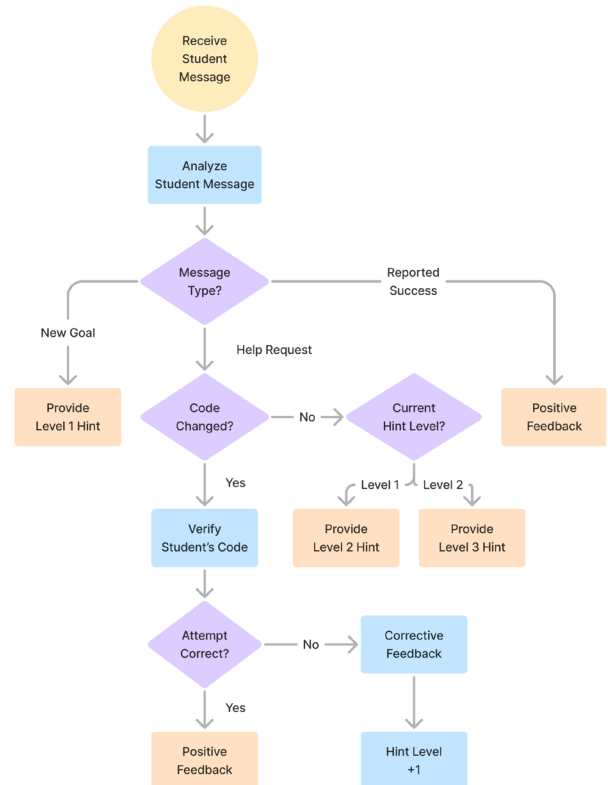 Receive
Student
Message
Analyze
Student Message
Message
Type?
Reported
Success
New Goal
Help Request
Provide
Level 1 Hint
Code
Changed?
No
Current
Hint Level?
Positive
Feedback
Yes
Level 1
Level 2
Verify
Student's Code
Provide
Level 2 Hint
Provide
Level 3 Hint
Attempt
Correct?
No
Corrective
Feedback
Yes
Positive
Feedback
Hint Level
+1